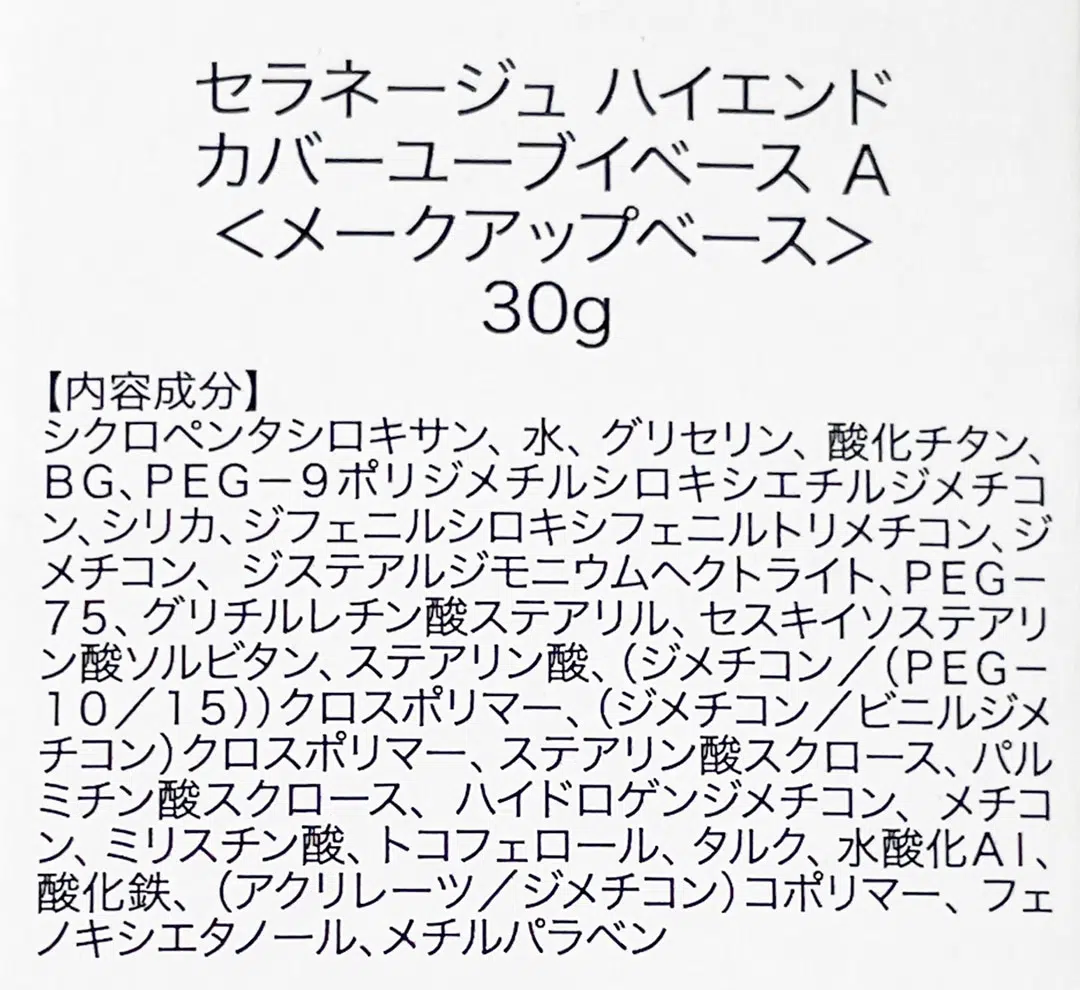 セラネージュ ハイエンド
カバーユーブイベース A
＜メークアップベース＞
30g
【内容成分】
シクロペンタシロキサン、水、グリセリン、酸化チタン、
BG、PEG－9ポリジメチルシロキシエチルジメチコ
ン、シリカ、ジフェニルシロキシフェニルトリメチコン、ジ
メチコン、ジステアルジモニウムヘクトライト、PEG－
75、グリチルレチン酸ステアリル、セスキイソステアリ
ン酸ソルビタン、ステアリン酸、（ジメチコン／（PEG－
10／15））クロスポリマー、（ジメチコン／ビニルジメ
チコン）クロスポリマー、ステアリン酸スクロース、パル
ミチン酸スクロース、ハイドロゲンジメチコン、メチコ
ン、ミリスチン酸、トコフェロール、タルク、水酸化Al、
酸化鉄、（アクリレーツ／ジメチコン）コポリマー、フェ
ノキシエタノール、メチルパラベン